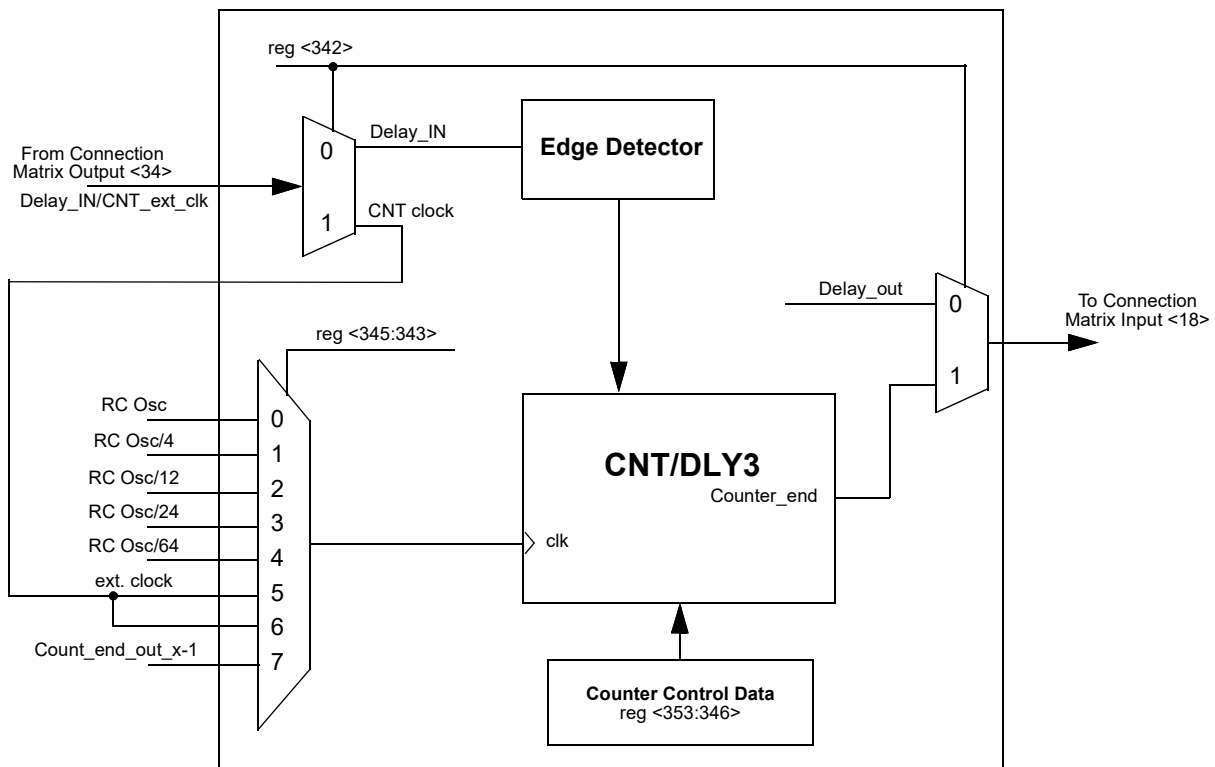 reg <342>
0
Delay_IN
Edge Detector
From Connection
Matrix Output <34>
Delay_IN/CNT_ext_clk
1
CNT clock
Delay_out
0
To Connection
Matrix Input <18>
1
reg <345:343>
RC Osc
0
RC Osc/4
1
RC Osc/12
2
RC Osc/24
3
RC Osc/64
4
ext. clock
5
6
Count_end_out_x-1
7
CNT/DLY3
Counter_end
clk
Counter Control Data
reg <353:346>